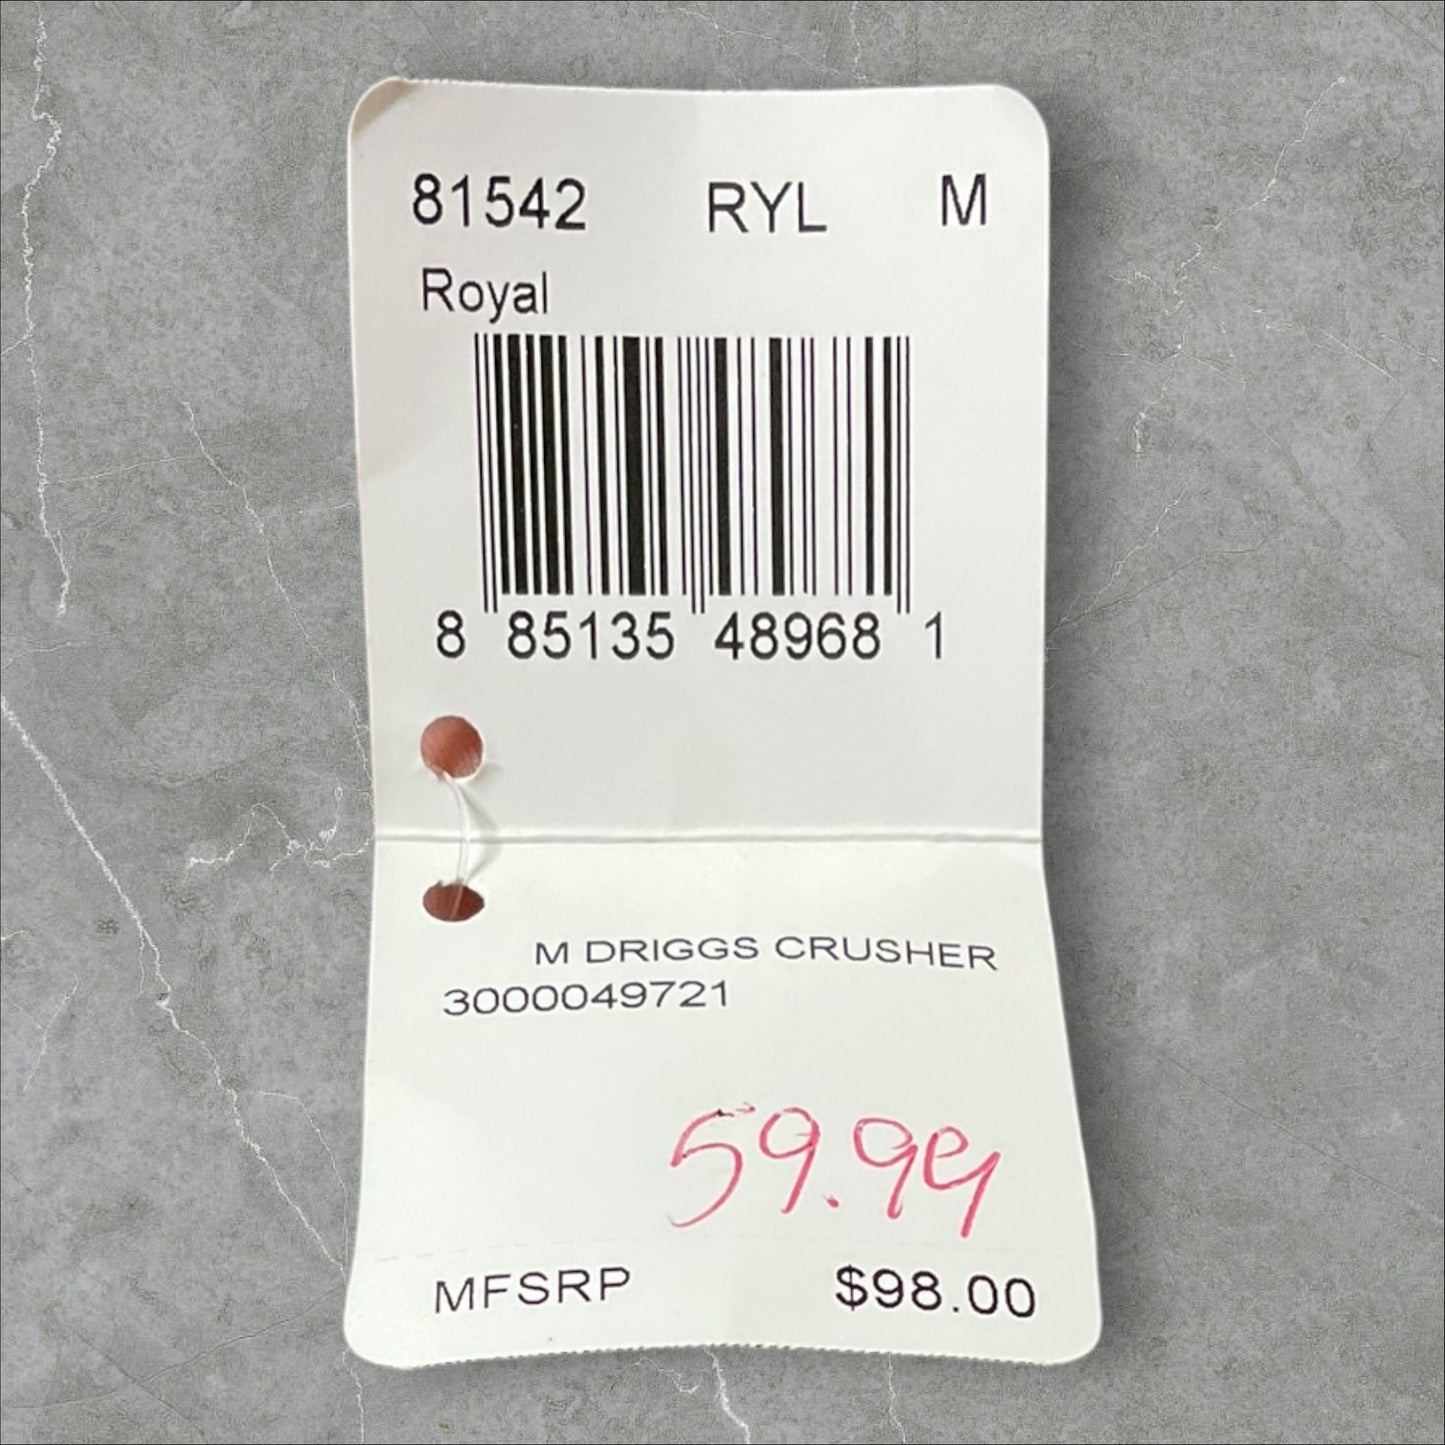 81542 RYL M
Royal
8 85135 48968 1
M DRIGGS CRUSHER
3000049721
59.99
MFSRP $98.00